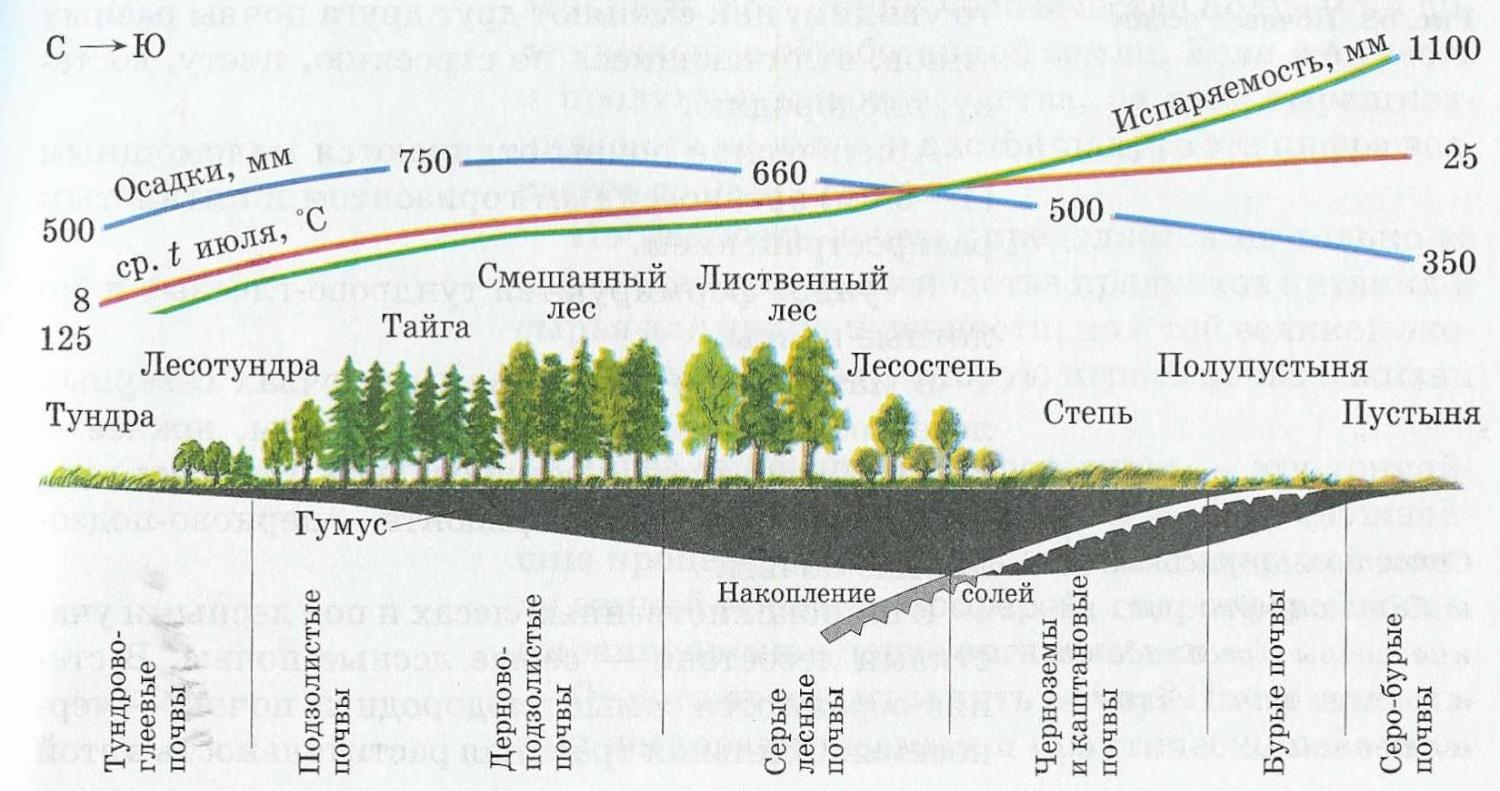 С → Ю
Испаряемость, мм
1100
Осадки, мм
750
660
25
500
ср. t июля, °С
500
350
8
125
Смешанный
лес
Лиственный
лес
Тайга
Лесотундра
Лесостепь
Полупустыня
Тундра
Степь
Пустыня
Гумус
Накопление
солей
Тундрово-
глеевые
почвы
Подзолистые
почвы
Дерново-
подзолистые
почвы
Серые
лесные
почвы
Черноземы
и каштановые
почвы
Бурые почвы
Серо-бурые
почвы